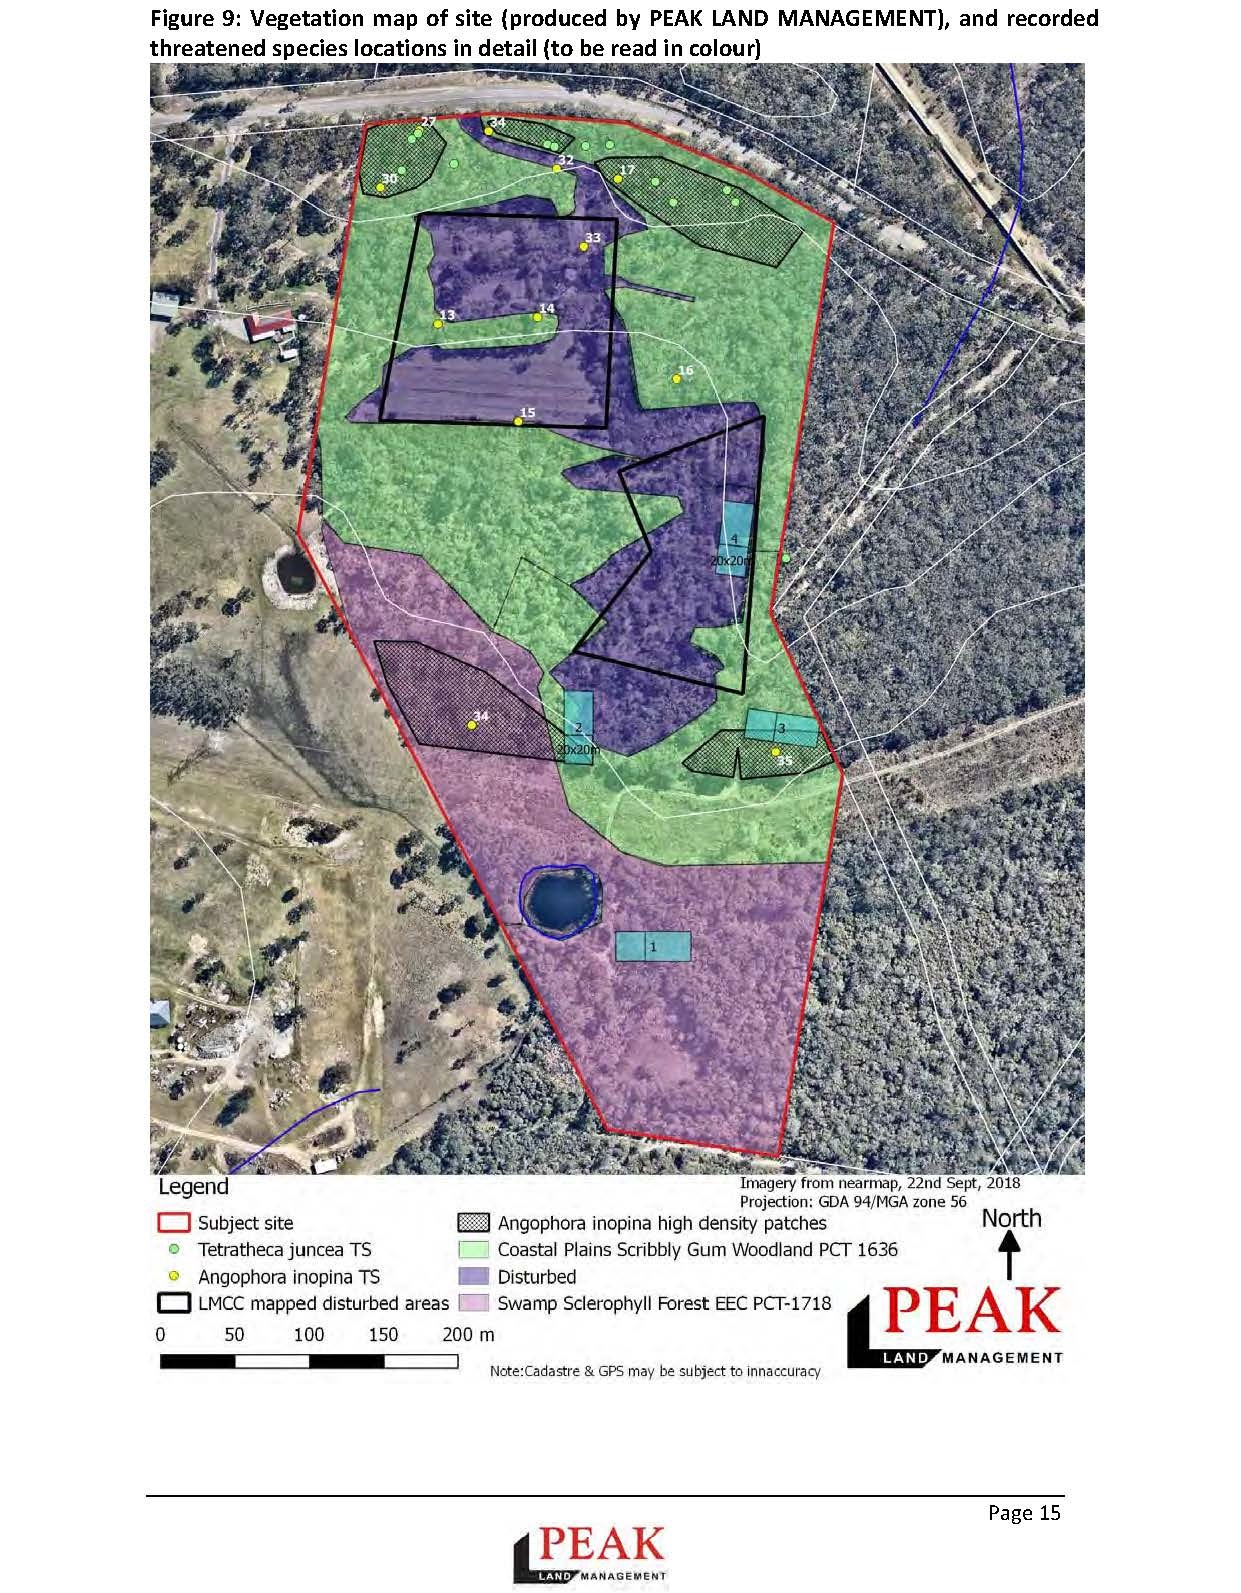 Figure 9: Vegetation map of site (produced by PEAK LAND MANAGEMENT), and recorded
threatened species locations in detail (to be read in colour)
27
34
32
30
17
33
13
14
16
15
4
20x20m
34
2
20x20m
3
35
1
Imagery from nearmap, 22nd Sept, 2018
Projection: GDA 94/MGA zone 56
Legend
Subject site
Tetratheca juncea TS
Angophora inopina TS
LMCC mapped disturbed areas
Angophora inopina high density patches
Coastal Plains Scribbly Gum Woodland PCT 1636
Disturbed
Swamp Sclerophyll Forest EEC PCT-1718
0 50 100 150 200 m
Note:Cadastre & GPS may be subject to innaccuracy
North
PEAK
LAND MANAGEMENT
Page 15
PEAK
LAND MANAGEMENT